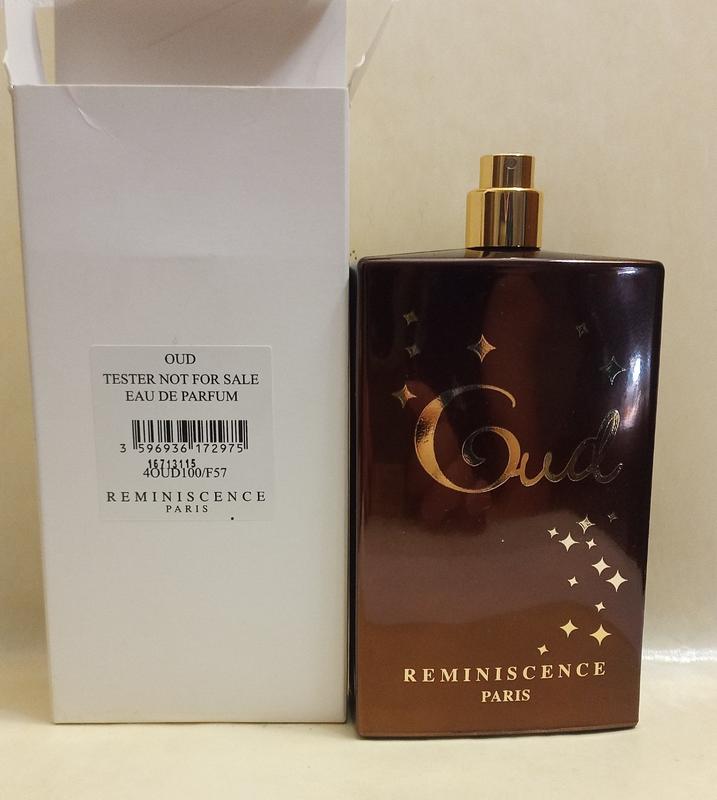 OUD
TESTER NOT FOR SALE
EAU DE PARFUM
3 596936 172975
15713115
4OUD100/F57
REMINISCENCE
PARIS
Oud
REMINISCENCE
PARIS